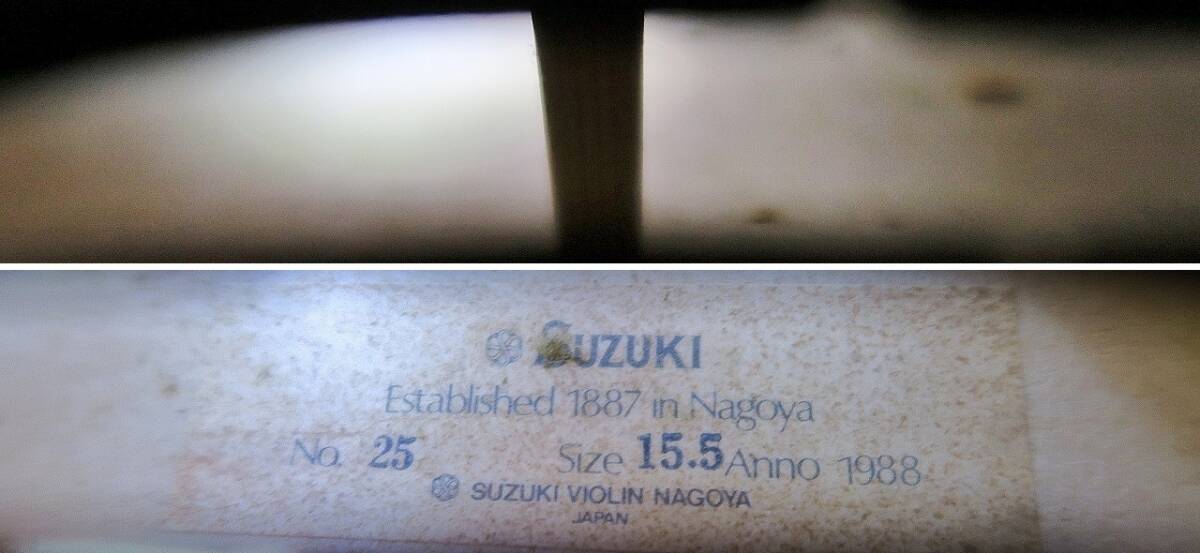 SUZUKI
Established 1887 in Nagoya
No. 25 Size 15.5 Anno 1988
SUZUKI VIOLIN NAGOYA
JAPAN